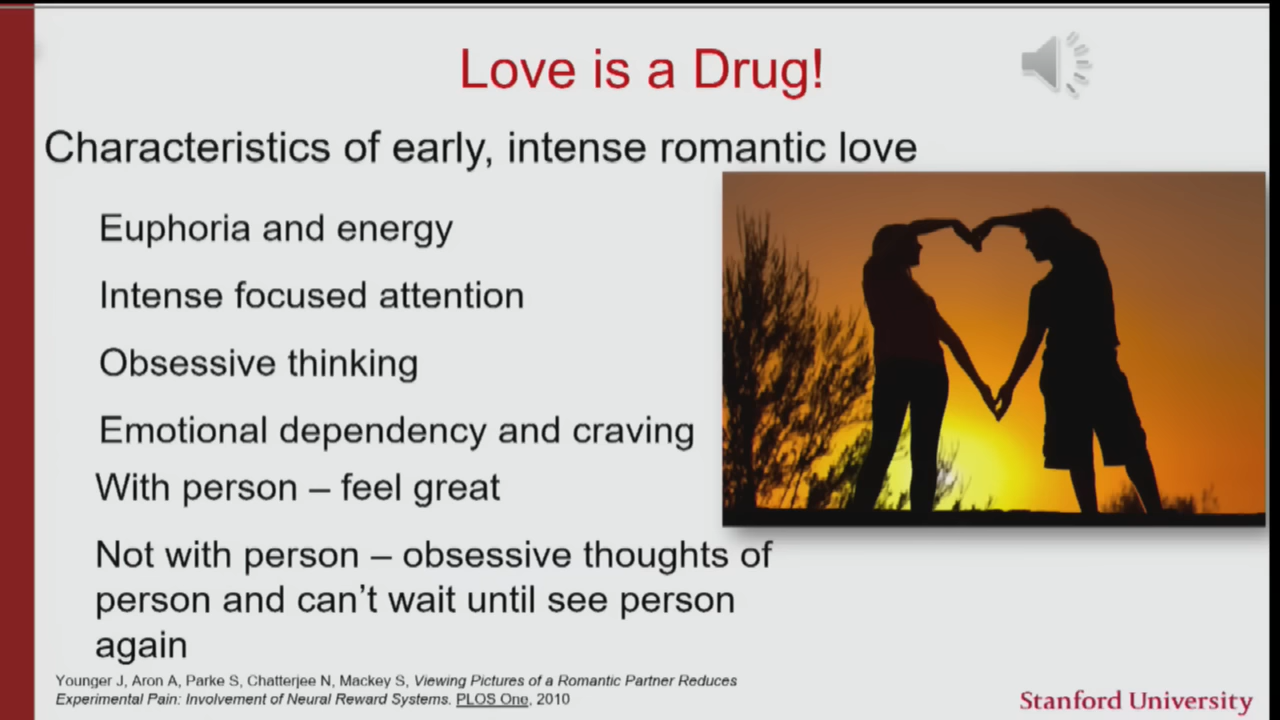 Love is a Drug!
Characteristics of early, intense romantic love
Euphoria and energy
Intense focused attention
Obsessive thinking
Emotional dependency and craving
With person – feel great
Not with person – obsessive thoughts of
person and can't wait until see person
again
Younger J, Aron A, Parke S, Chatterjee N, Mackey S, Viewing Pictures of a Romantic Partner Reduces
Experimental Pain: Involvement of Neural Reward Systems. PLOS One, 2010
Stanford University